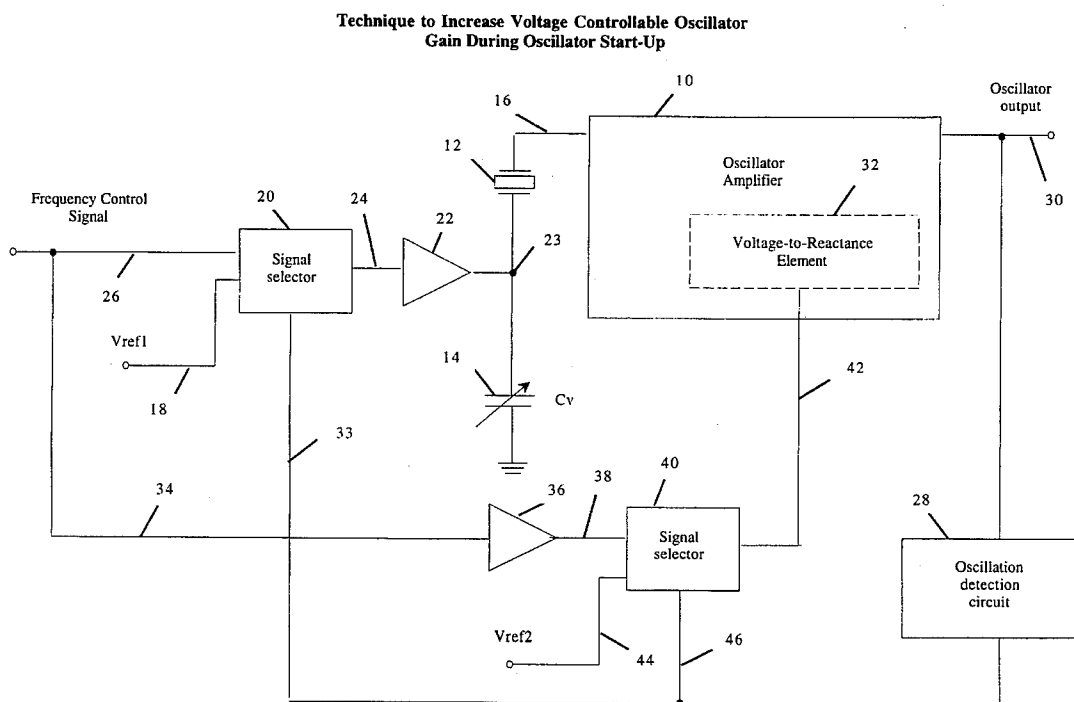 Technique to Increase Voltage Controllable Oscillator
Gain During Oscillator Start-Up
10
16
Oscillator
output
12
Oscillator
Amplifier
32
30
Frequency Control
Signal
20
24
22
23
Voltage-to-Reactance
Element
Signal
selector
26
Vref1
14
Cv
42
18
33
34
36
38
40
28
Signal
selector
Oscillation
detection
circuit
Vref2
44
46